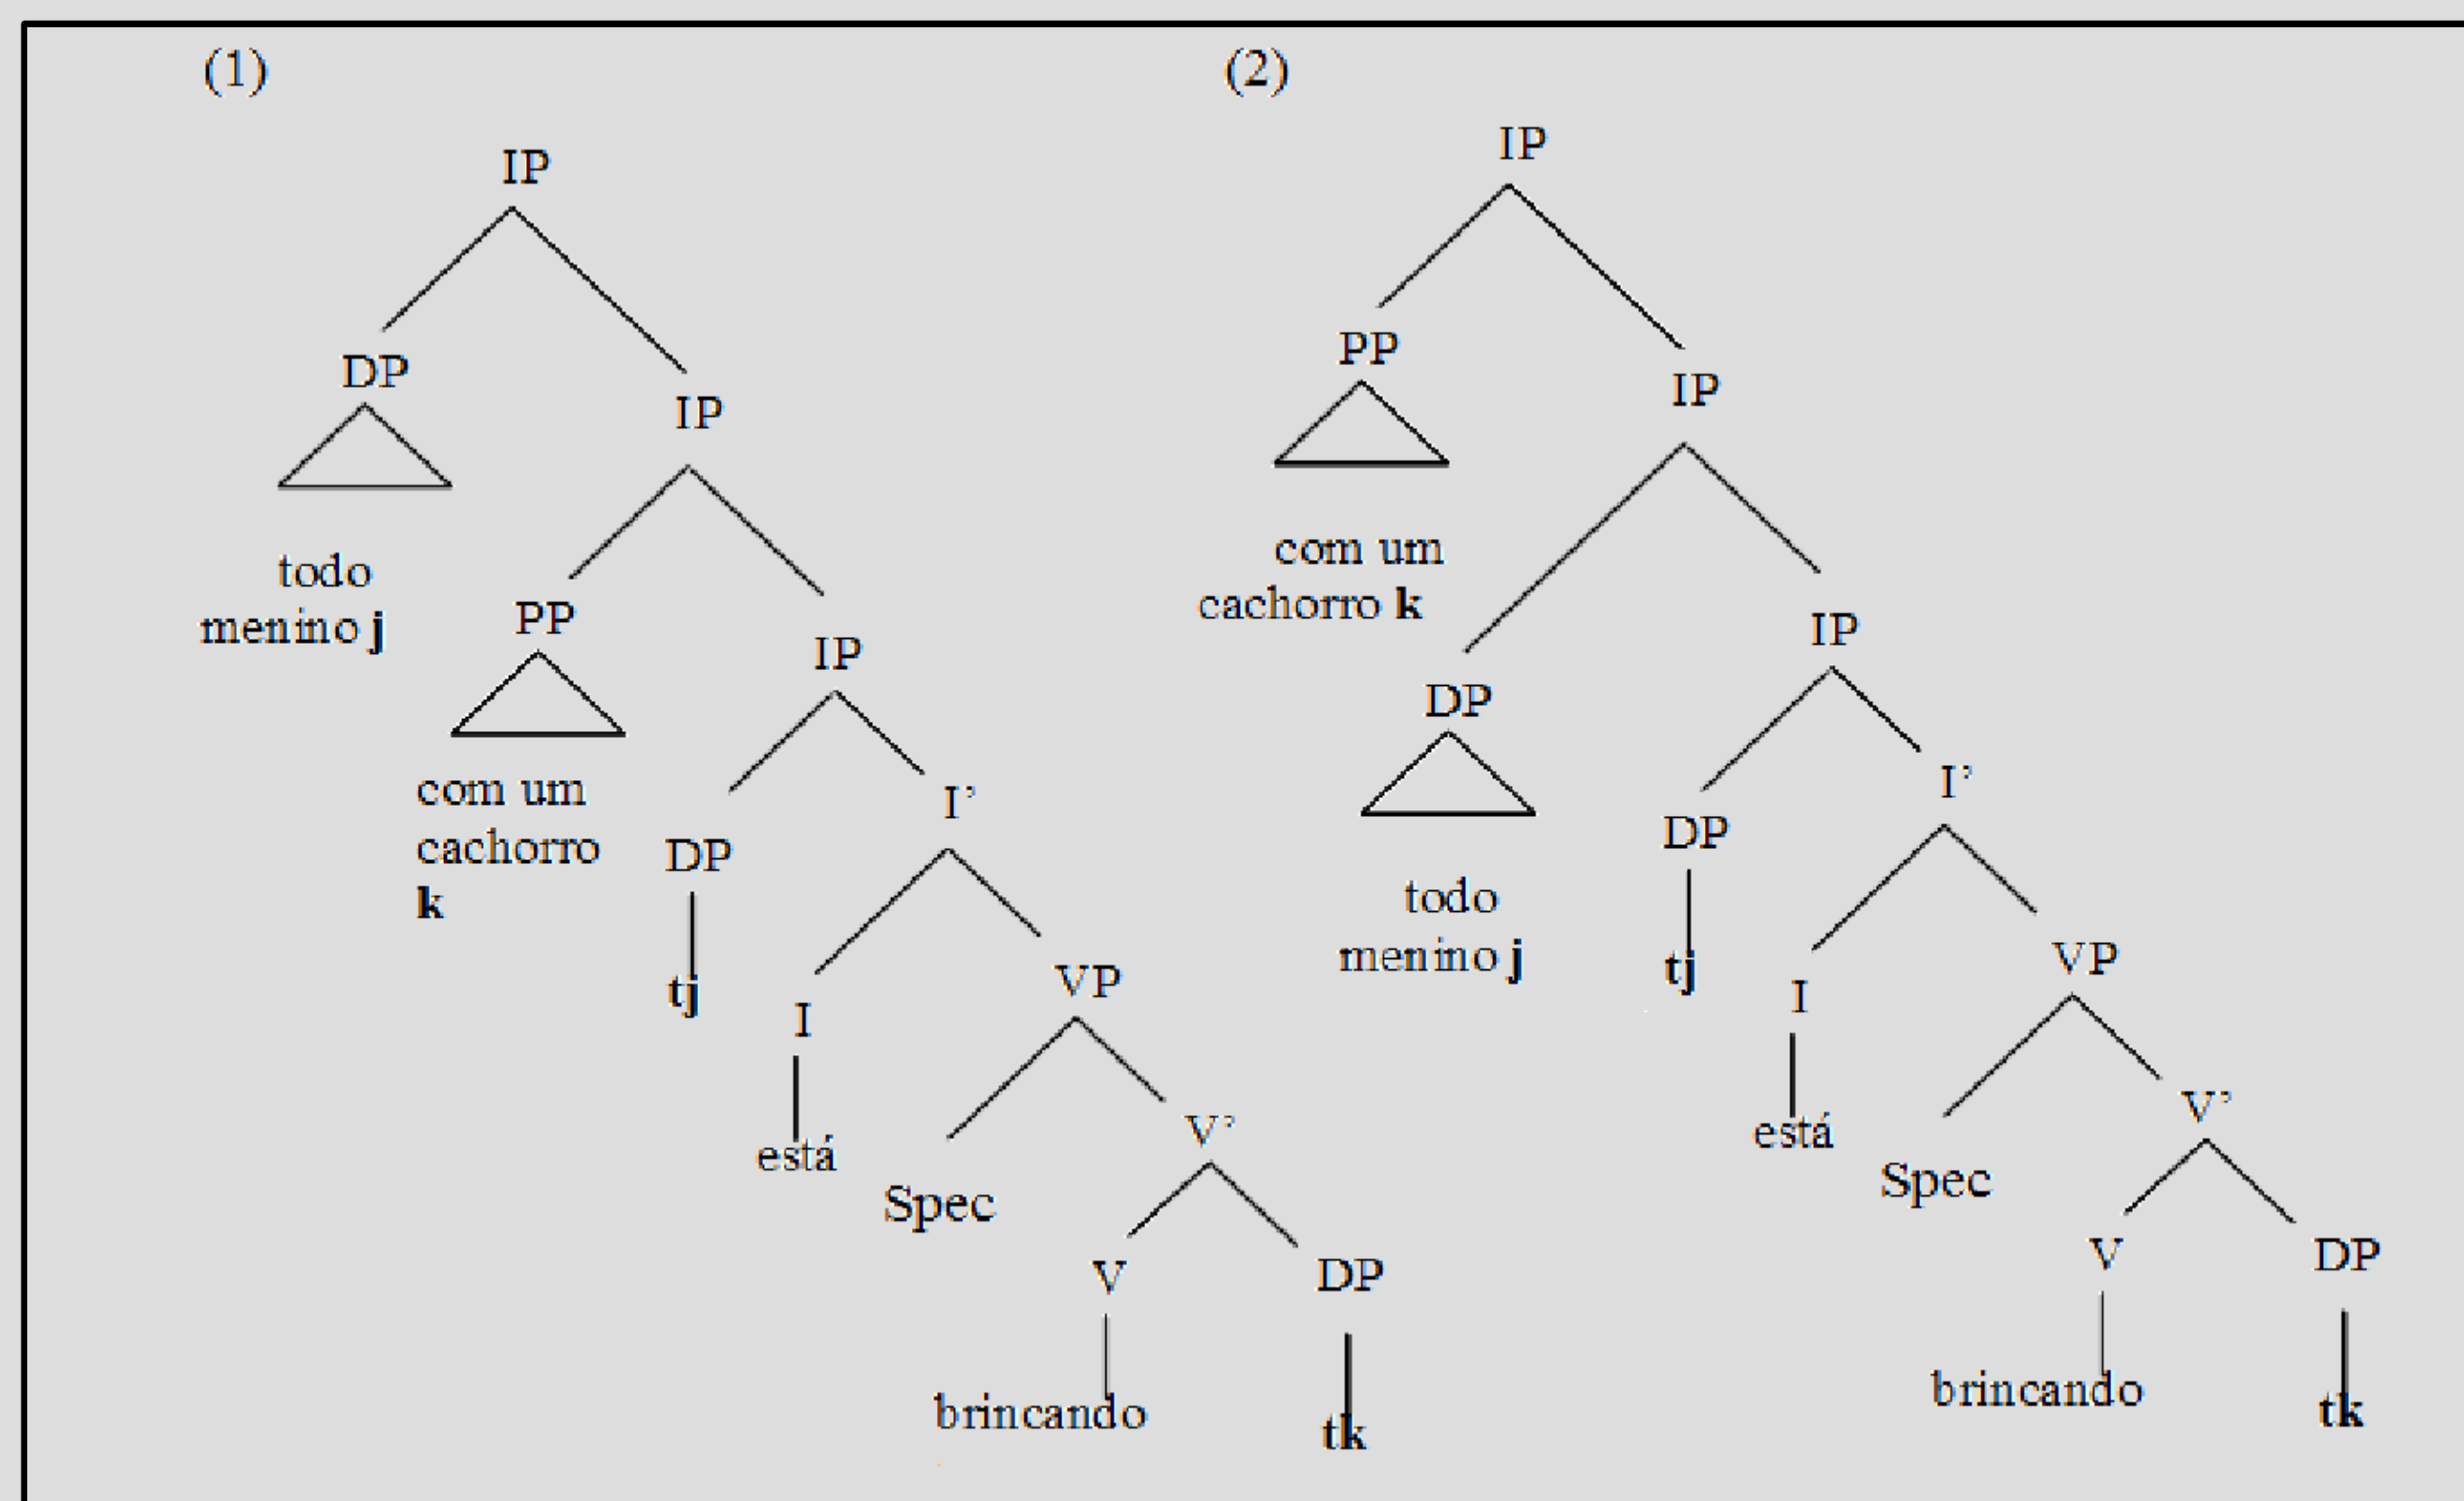 (1)
IP
DP
IP
todo
menino j
PP
IP
com um
cachorro
k
DP
I’
tj
I
VP
está
Spec
V’
V
DP
brincando
tk
(2)
IP
PP
IP
com um
cachorro k
DP
IP
todo
menino j
DP
I’
tj
I
VP
está
Spec
V’
V
DP
brincando
tk